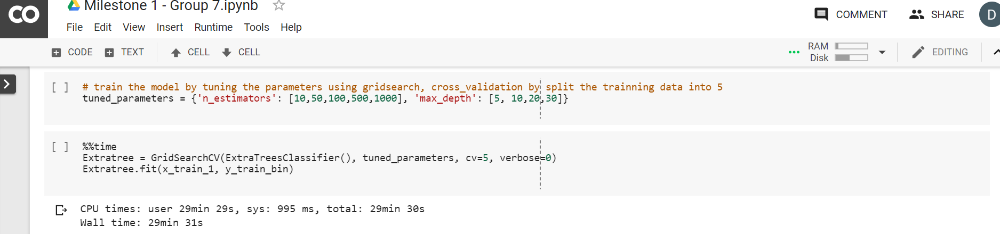 CO Milestone 1 - Group 7.ipynb
COMMENT SHARE D
File Edit View Insert Runtime Tools Help
CODE TEXT CELL CELL RAM Disk EDITING
[ ] # train the model by tuning the parameters using gridsearch, cross_validation by split the trainning data into 5
tuned_parameters = {'n_estimators': [10,50,100,500,1000], 'max_depth': [5, 10,20,30]}
[ ] %%time
Extratree = GridSearchCV(ExtraTreesClassifier(), tuned_parameters, cv=5, verbose=0)
Extratree.fit(x_train_1, y_train_bin)
CPU times: user 29min 29s, sys: 995 ms, total: 29min 30s
Wall time: 29min 31s